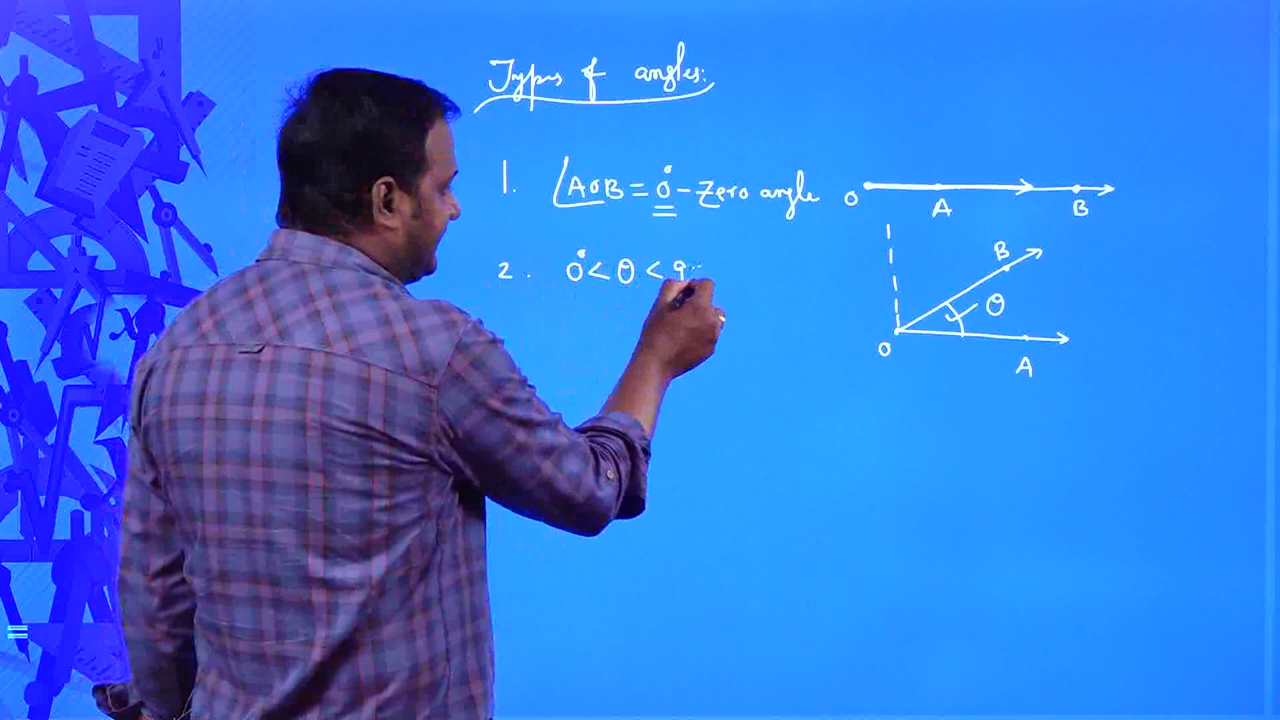 Types of angles:
1. ∠AOB = 0° - Zero angle
O A B
2. 0° < θ < 9
B
θ
O
A